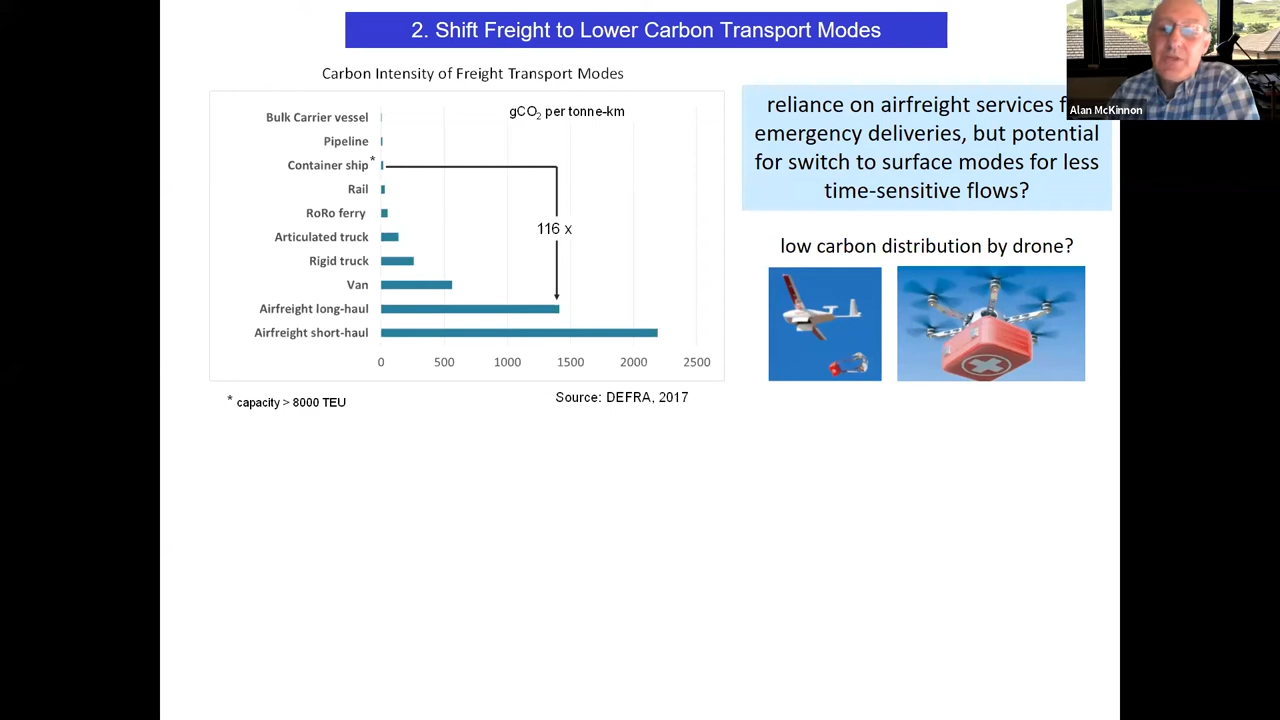 2. Shift Freight to Lower Carbon Transport Modes
Carbon Intensity of Freight Transport Modes
gCO₂ per tonne-km
Bulk Carrier vessel
Pipeline
Container ship *
Rail
RoRo ferry
Articulated truck
Rigid truck
Van
Airfreight long-haul
Airfreight short-haul
116 x
0 500 1000 1500 2000 2500
* capacity > 8000 TEU
Source: DEFRA, 2017
reliance on airfreight services
emergency deliveries, but potential
for switch to surface modes for less
time-sensitive flows?
low carbon distribution by drone?
Alan McKinnon